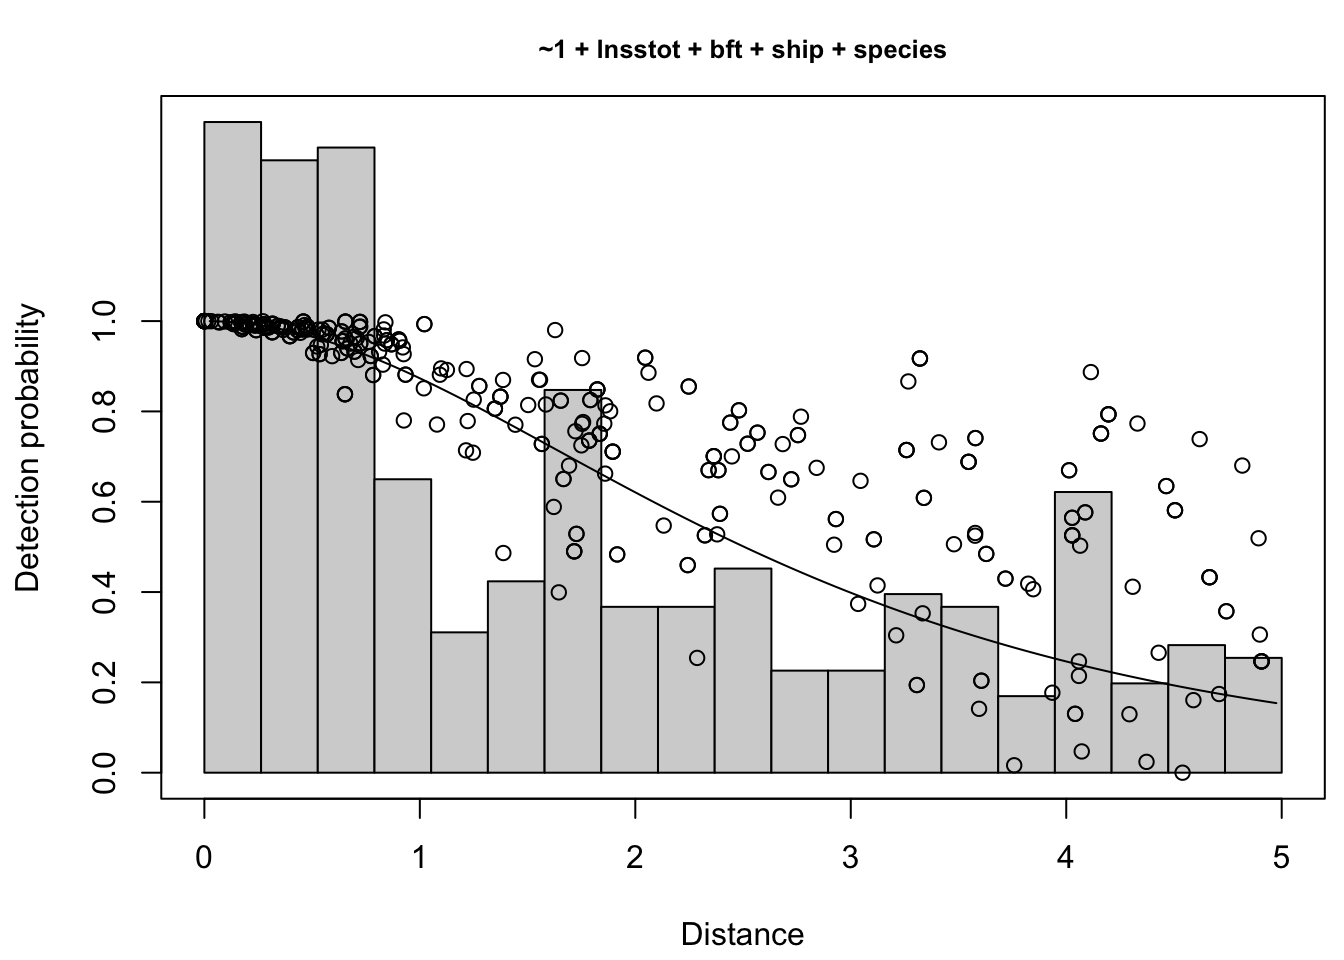 ~1 + lnsstot + bft + ship + species
Detection probability
1.0
0.8
0.6
0.4
0.2
0.0
0 1 2 3 4 5
Distance